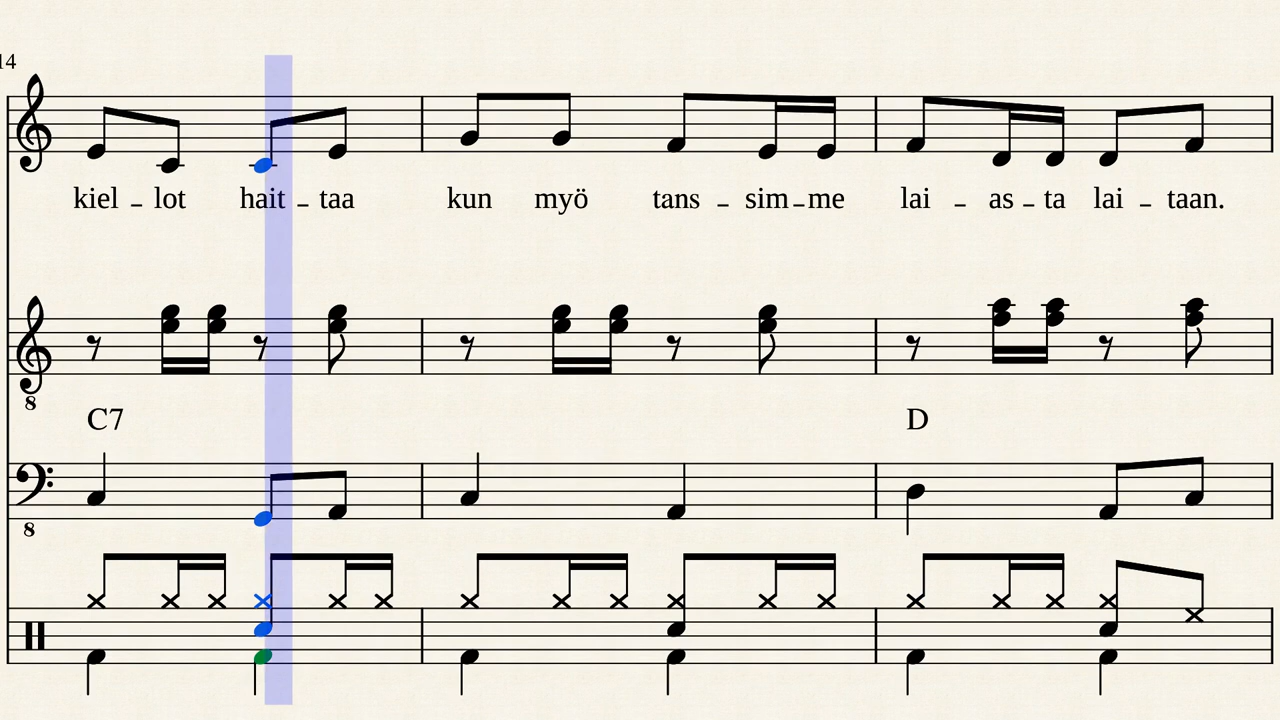 14
kiel – lot hait – taa kun myö tans – sim – me lai – as – ta lai – taan.
8
C7 D
8